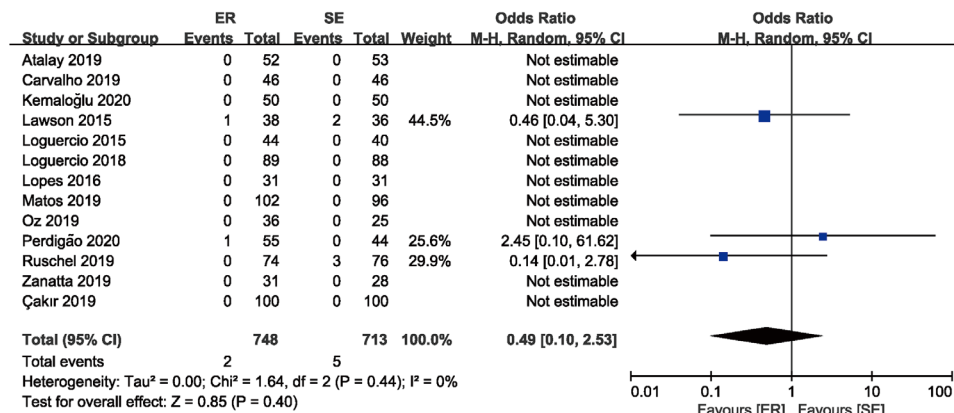 ER SE Odds Ratio Odds Ratio
Study or Subgroup Events Total Events Total Weight M-H, Random, 95% CI M-H, Random, 95% CI
Atalay 2019 0 52 0 53 Not estimable
Carvalho 2019 0 46 0 46 Not estimable
Kemaloğlu 2020 0 50 0 50 Not estimable
Lawson 2015 1 38 2 36 44.5% 0.46 [0.04, 5.30]
Loguercio 2015 0 44 0 40 Not estimable
Loguercio 2018 0 89 0 88 Not estimable
Lopes 2016 0 31 0 31 Not estimable
Matos 2019 0 102 0 96 Not estimable
Oz 2019 0 36 0 25 Not estimable
Perdigão 2020 1 55 0 44 25.6% 2.45 [0.10, 61.62]
Ruschel 2019 0 74 3 76 29.9% 0.14 [0.01, 2.78]
Zanatta 2019 0 31 0 28 Not estimable
Çakır 2019 0 100 0 100 Not estimable
Total (95% CI) 748 713 100.0% 0.49 [0.10, 2.53]
Total events 2 5
Heterogeneity: Tau² = 0.00; Chi² = 1.64, df = 2 (P = 0.44); I² = 0%
Test for overall effect: Z = 0.85 (P = 0.40)
0.01 0.1 1 10 100
Favours [ER] Favours [SE]